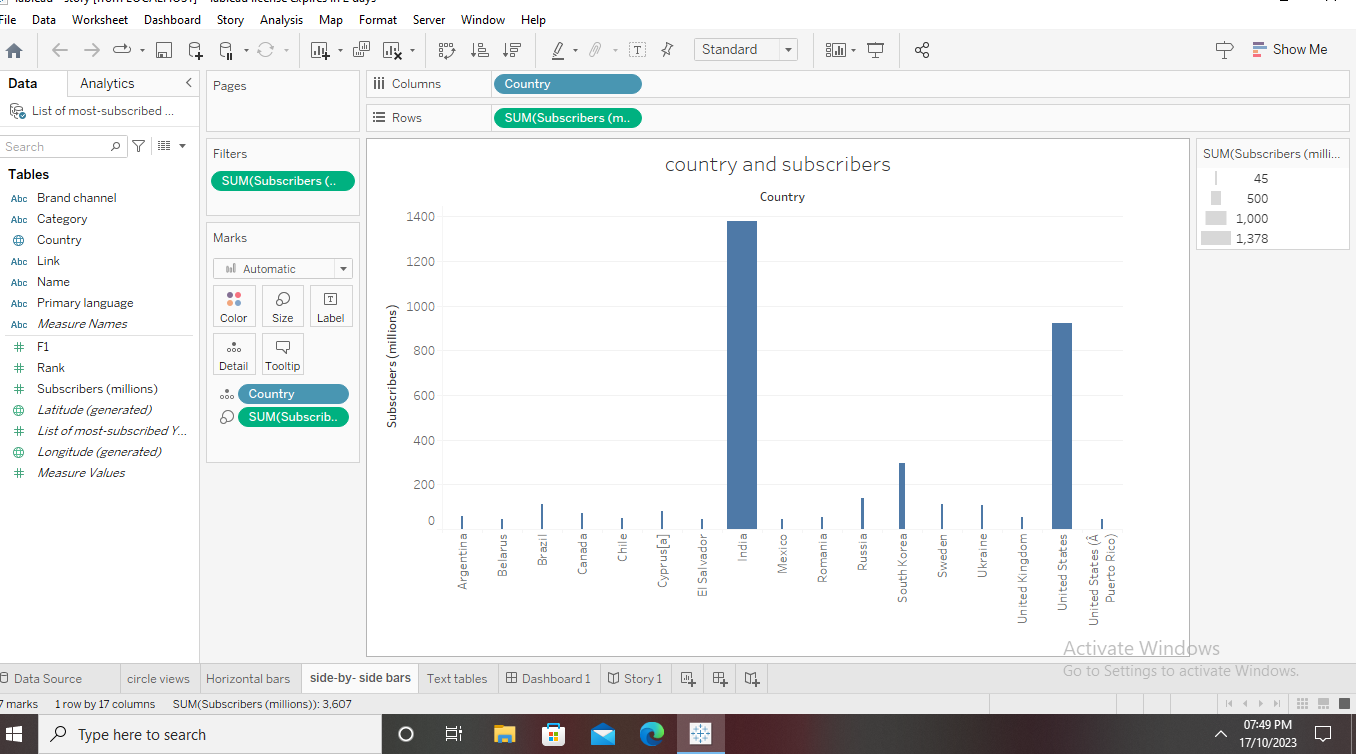 File Data Worksheet Dashboard Story Analysis Map Format Server Window Help
Standard
Show Me
Data Analytics
List of most-subscribed ...
Search
Tables
Abc Brand channel
Abc Category
Country
Abc Link
Abc Name
Abc Primary language
Abc Measure Names
F1
Rank
Subscribers (millions)
Latitude (generated)
List of most-subscribed Y...
Longitude (generated)
Measure Values
Pages
Filters
SUM(Subscribers (..
Marks
Automatic
Color Size Label
Detail Tooltip
Country
SUM(Subscrib..
Columns Country
Rows SUM(Subscribers (m..
country and subscribers
Country
1400
1200
1000
800
600
400
200
0
Subscribers (millions)
Argentina
Belarus
Brazil
Canada
Chile
Cyprus[a]
El Salvador
India
Mexico
Romania
Russia
South Korea
Sweden
Ukraine
United Kingdom
United States
United States (Â
Puerto Rico)
SUM(Subscribers (milli...
45
500
1,000
1,378
Activate Windows
Go to Settings to activate Windows.
Data Source circle views Horizontal bars side-by- side bars Text tables Dashboard 1 Story 1
7 marks 1 row by 17 columns SUM(Subscribers (millions)): 3,607
Type here to search
07:49 PM
17/10/2023